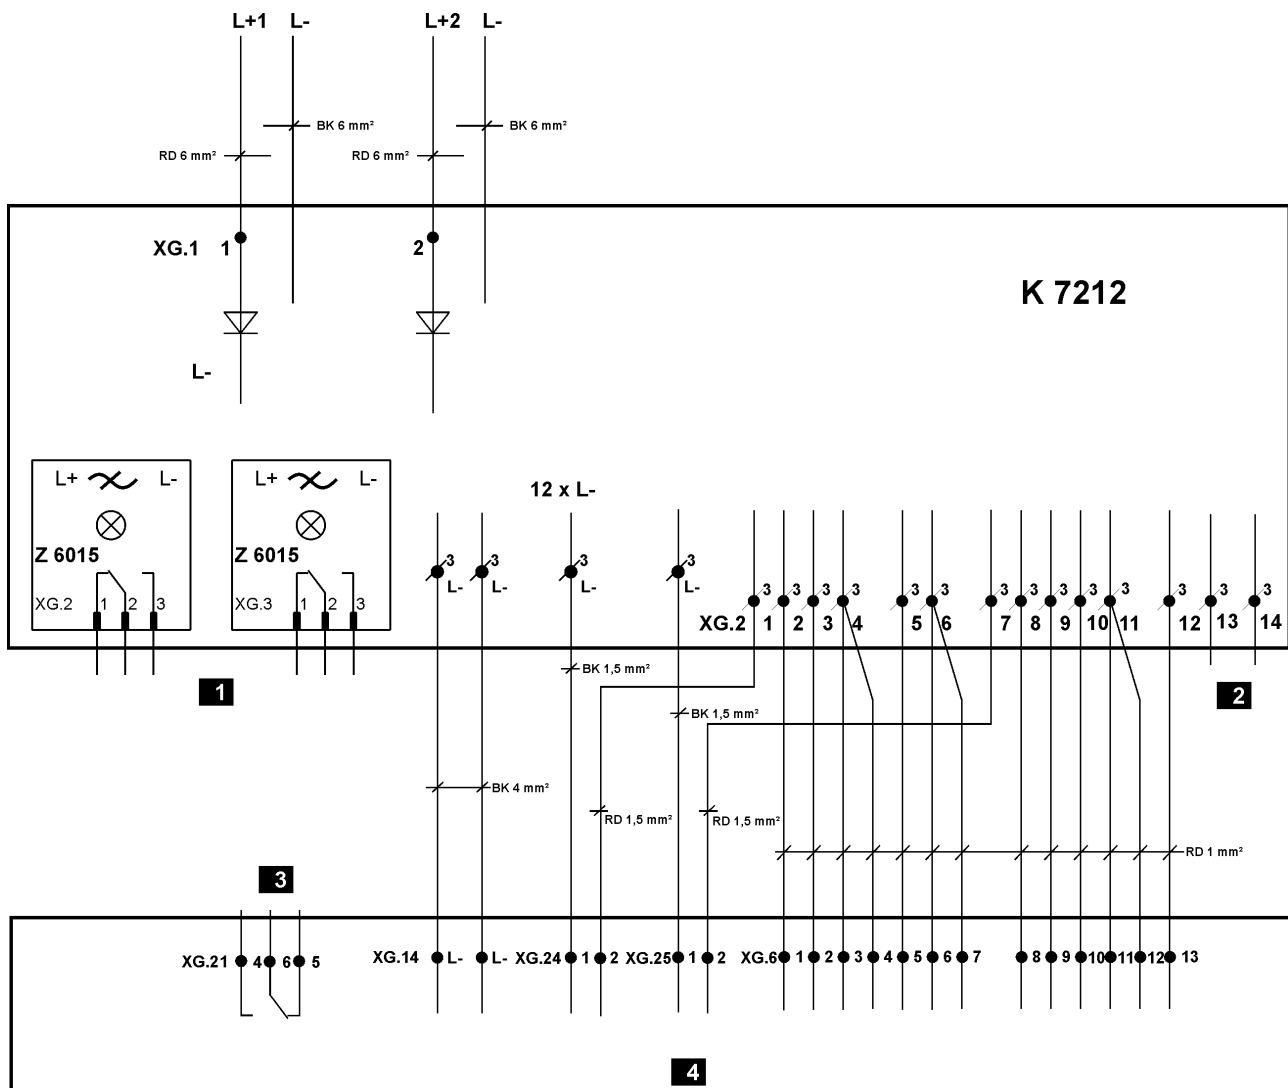 L+1 L- L+2 L-
BK 6 mm² BK 6 mm²
RD 6 mm² RD 6 mm²
XG.1 1 2
K 7212
L-
L+ L- L+ L-
12 x L-
Z 6015 Z 6015
3 3 3 3
L- L- L- L-
3 3 3 3 3 3 3 3 3 3 3 3 3 3
XG.2 1 2 3 XG.3 1 2 3
XG.2 1 2 3 4 5 6 7 8 9 10 11 12 13 14
BK 1,5 mm²
1 2
BK 1,5 mm²
BK 4 mm²
RD 1,5 mm² RD 1,5 mm²
RD 1 mm²
3
XG.21 4 6 5 XG.14 L- L- XG.24 1 2 XG.25 1 2 XG.6 1 2 3 4 5 6 7 8 9 10 11 12 13
4